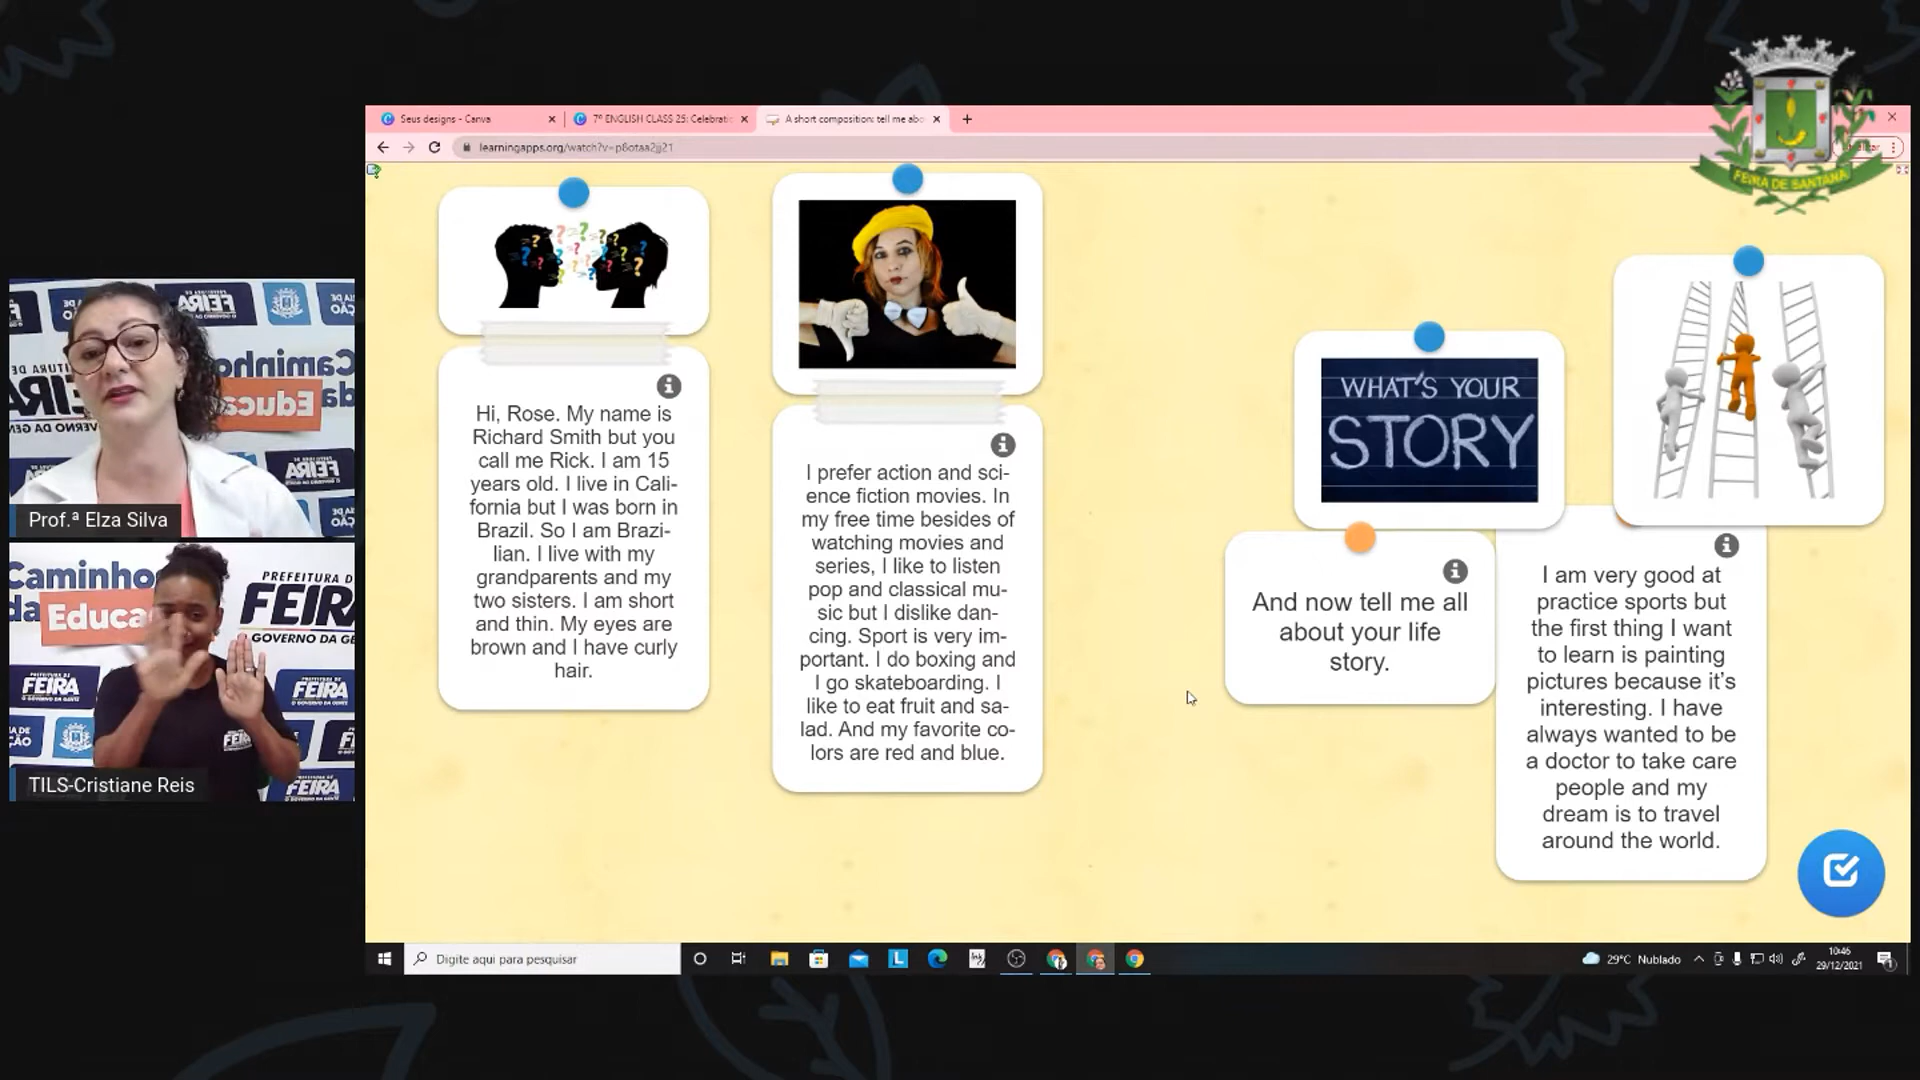 Seus designs - Canva
7º ENGLISH CLASS 25: Celebrati
A short composition: tell me abo
learningapps.org/watch?v=p8otaa2jj21
FEIRA DE SANTANA
Hi, Rose. My name is
Richard Smith but you
call me Rick. I am 15
years old. I live in Cali-
fornia but I was born in
Brazil. So I am Brazi-
lian. I live with my
grandparents and my
two sisters. I am short
and thin. My eyes are
brown and I have curly
hair.
I prefer action and sci-
ence fiction movies. In
my free time besides of
watching movies and
series, I like to listen
pop and classical mu-
sic but I dislike dan-
cing. Sport is very im-
portant. I do boxing and
I go skateboarding. I
like to eat fruit and sa-
lad. And my favorite co-
lors are red and blue.
WHAT'S YOUR
STORY
And now tell me all
about your life
story.
I am very good at
practice sports but
the first thing I want
to learn is painting
pictures because it's
interesting. I have
always wanted to be
a doctor to take care
people and my
dream is to travel
around the world.
FEIRA
Caminho
da
Educa
Prof.ª Elza Silva
Caminho
da
Educa
PREFEITURA D
FEIRA
GOVERNO DA GE
FEIRA
FEIRA
FEIRA
TILS-Cristiane Reis
Digite aqui para pesquisar
29°C Nublado
10:46
29/12/2021